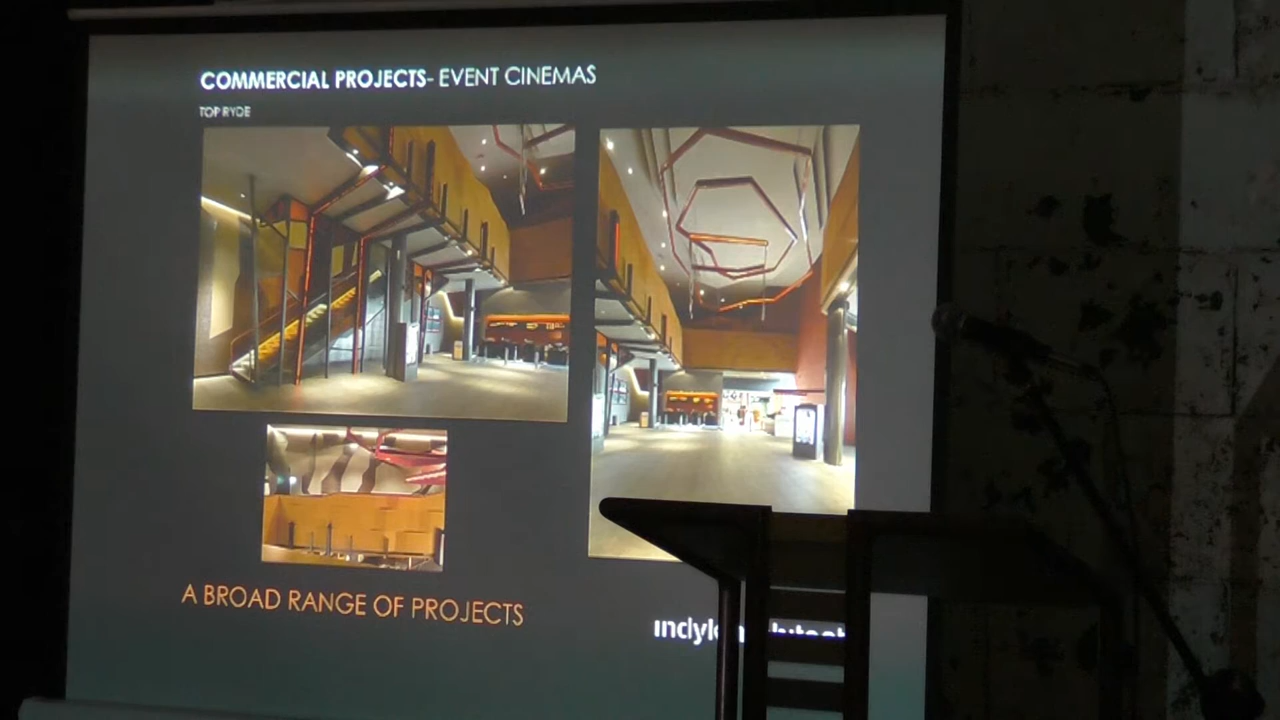 COMMERCIAL PROJECTS- EVENT CINEMAS
TOP RYDE
A BROAD RANGE OF PROJECTS